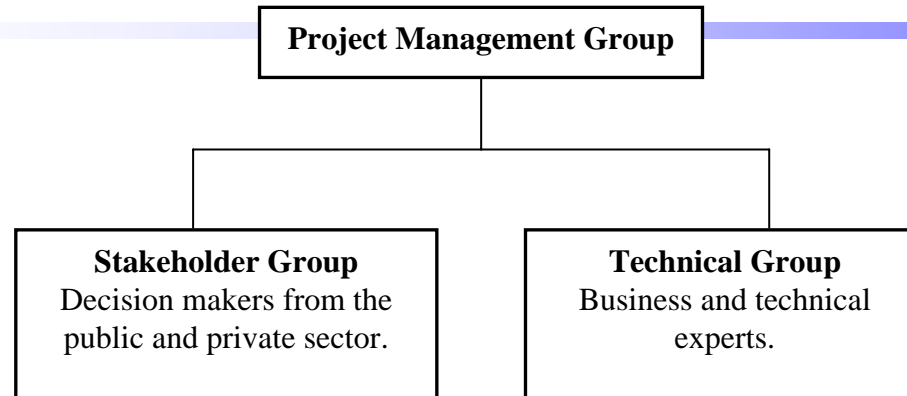 Project Management Group
Stakeholder Group
Decision makers from the
public and private sector.
Technical Group
Business and technical
experts.